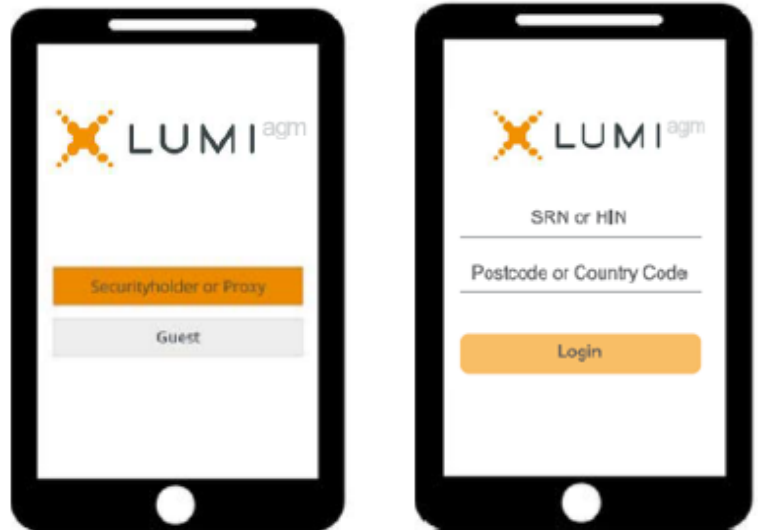 LUMI agm
Securityholder or Proxy
Guest
LUMI agm
SRN or HIN
Postcode or Country Code
Login